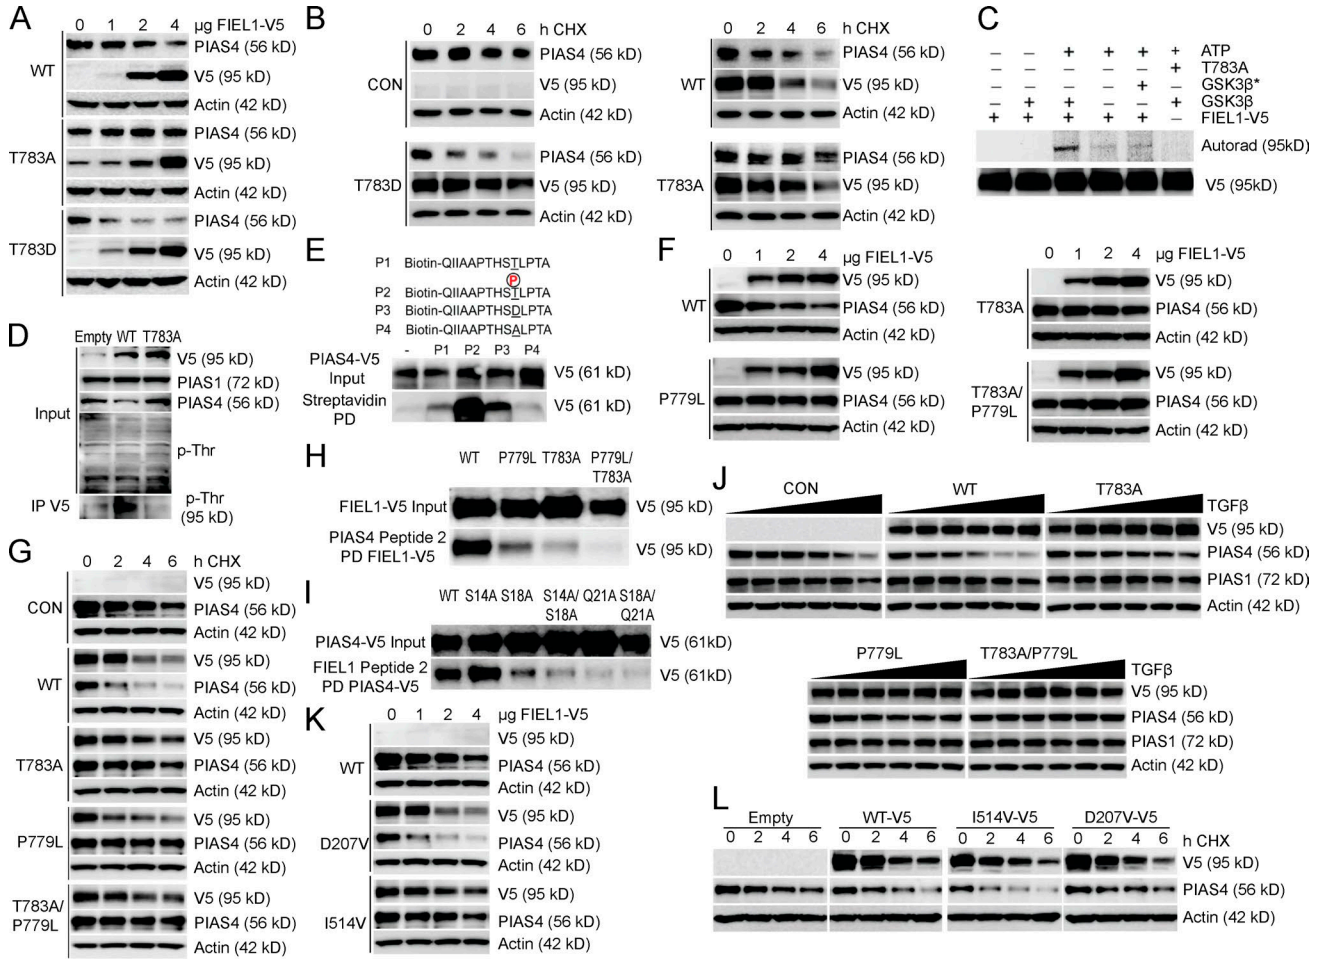 A
0 1 2 4 µg FIEL1-V5
WT
PIAS4 (56 kD)
V5 (95 kD)
Actin (42 kD)
T783A
PIAS4 (56 kD)
V5 (95 kD)
Actin (42 kD)
T783D
PIAS4 (56 kD)
V5 (95 kD)
Actin (42 kD)
B
0 2 4 6 h CHX
CON
PIAS4 (56 kD)
V5 (95 kD)
Actin (42 kD)
T783D
PIAS4 (56 kD)
V5 (95 kD)
Actin (42 kD)
0 2 4 6 h CHX
WT
PIAS4 (56 kD)
V5 (95 kD)
Actin (42 kD)
T783A
PIAS4 (56 kD)
V5 (95 kD)
Actin (42 kD)
C
– – + + + ATP
– – – – – + T783A
– – – – + – GSK3β*
– + + – – + GSK3β
+ + + + + – FIEL1-V5
Autorad (95kD)
V5 (95kD)
D
Empty WT T783A
Input
V5 (95 kD)
PIAS1 (72 kD)
PIAS4 (56 kD)
p-Thr
IP V5
p-Thr
(95 kD)
E
P1 Biotin-QIIAAPTHSTLPTA
P
P2 Biotin-QIIAAPTHSTLPTA
P3 Biotin-QIIAAPTHSDLPTA
P4 Biotin-QIIAAPTHSALPTA
- P1 P2 P3 P4
PIAS4-V5
Input
V5 (61 kD)
Streptavidin
PD
V5 (61 kD)
F
0 1 2 4 µg FIEL1-V5
WT
V5 (95 kD)
PIAS4 (56 kD)
Actin (42 kD)
P779L
V5 (95 kD)
PIAS4 (56 kD)
Actin (42 kD)
0 1 2 4 µg FIEL1-V5
T783A
V5 (95 kD)
PIAS4 (56 kD)
Actin (42 kD)
T783A/
P779L
V5 (95 kD)
PIAS4 (56 kD)
Actin (42 kD)
G
0 2 4 6 h CHX
CON
V5 (95 kD)
PIAS4 (56 kD)
Actin (42 kD)
WT
V5 (95 kD)
PIAS4 (56 kD)
Actin (42 kD)
T783A
V5 (95 kD)
PIAS4 (56 kD)
Actin (42 kD)
P779L
V5 (95 kD)
PIAS4 (56 kD)
Actin (42 kD)
T783A/
P779L
V5 (95 kD)
PIAS4 (56 kD)
Actin (42 kD)
H
WT P779L T783A P779L/
T783A
FIEL1-V5 Input
V5 (95 kD)
PIAS4 Peptide 2
PD FIEL1-V5
V5 (95 kD)
I
WT S14A S18A S14A/ Q21A S18A/
S18A Q21A
PIAS4-V5 Input
V5 (61kD)
FIEL1 Peptide 2
PD PIAS4-V5
V5 (61kD)
J
CON WT T783A
TGFβ
V5 (95 kD)
PIAS4 (56 kD)
PIAS1 (72 kD)
Actin (42 kD)
P779L T783A/P779L
TGFβ
V5 (95 kD)
PIAS4 (56 kD)
PIAS1 (72 kD)
Actin (42 kD)
K
0 1 2 4 µg FIEL1-V5
WT
V5 (95 kD)
PIAS4 (56 kD)
Actin (42 kD)
D207V
V5 (95 kD)
PIAS4 (56 kD)
Actin (42 kD)
I514V
V5 (95 kD)
PIAS4 (56 kD)
Actin (42 kD)
L
Empty WT-V5 I514V-V5 D207V-V5
0 2 4 6 0 2 4 6 0 2 4 6 0 2 4 6 h CHX
V5 (95 kD)
PIAS4 (56 kD)
Actin (42 kD)